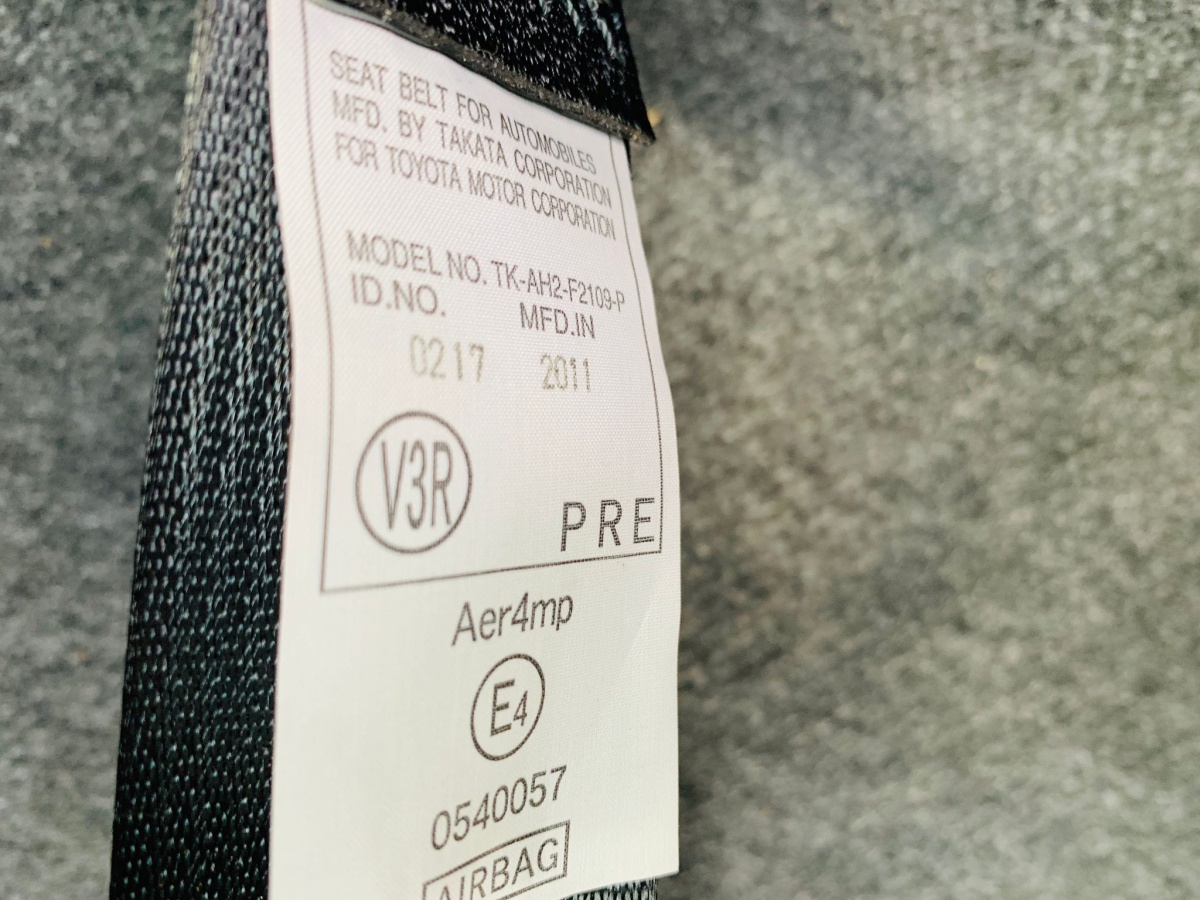 SEAT BELT FOR AUTOMOBILES
MFD. BY TAKATA CORPORATION
FOR TOYOTA MOTOR CORPORATION
MODEL NO. TK-AH2-F2109-P
ID.NO. MFD.IN
0217 2011
V3R
PRE
Aer4mp
E4
0540057
AIRBAG